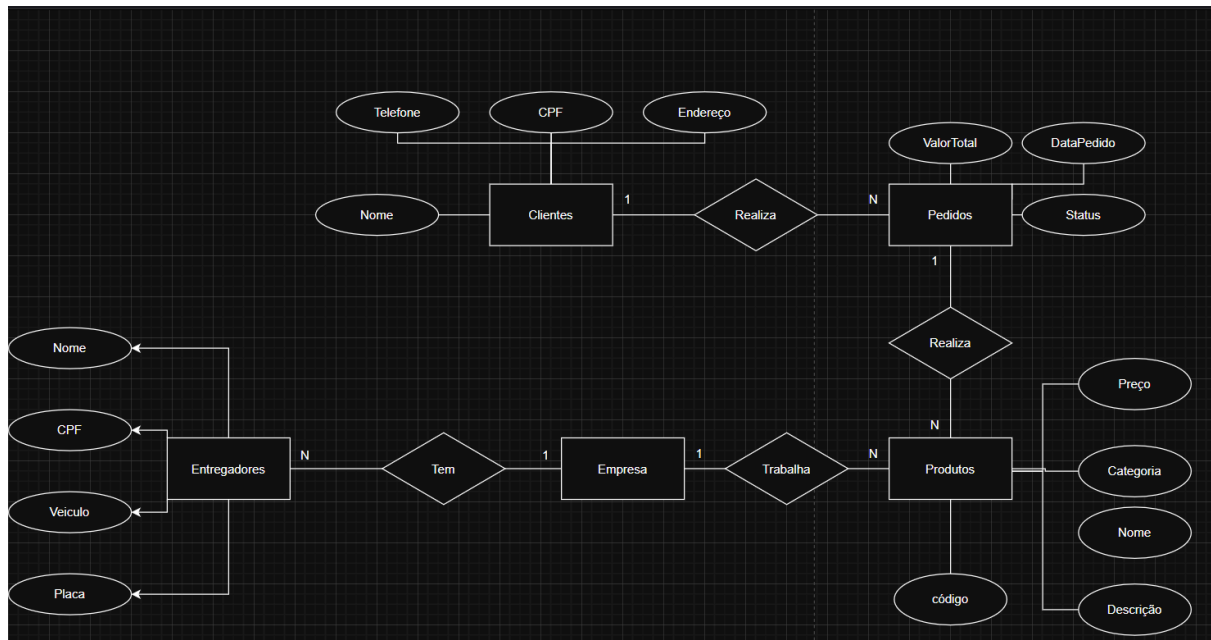 Telefone
CPF
Endereço
ValorTotal
DataPedido
Nome
Clientes
1
Realiza
N
Pedidos
Status
1
Realiza
Nome
Preço
CPF
N
Entregadores
N
Tem
1
Empresa
1
Trabalha
N
Produtos
Categoria
Veiculo
Nome
Placa
código
Descrição